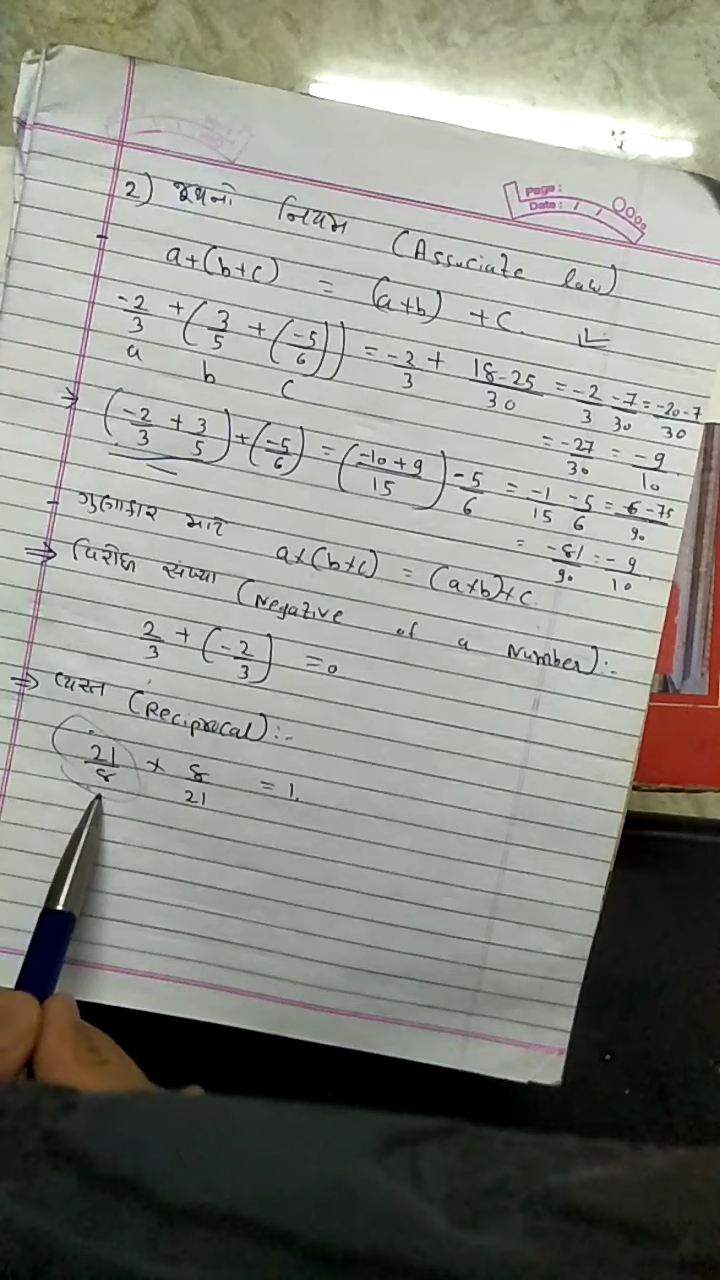 Page:
Date: / /
2) જૂથનો નિયમ (Associate law)
- a+(b+c) = (a+b) +c.
-2/3 + (3/5 + (-5/6)) = -2/3 + 18-25/30 = -2/3 -7/30 = -20-7/30
a b c
= -27/30 = -9/10
⇒ (-2/3 + 3/5) + (-5/6) = (-10+9/15) -5/6 = -1/15 -5/6 = -6-75/90
= -81/90 = -9/10
- ગુણાકાર માટે a×(b×c) = (a×b)×c.
⇒ વિરોધ સંખ્યા (Negative of a Number):-
2/3 + (-2/3) = 0
⇒ વ્યસ્ત (Reciprocal):-
21/8 × 8/21 = 1.